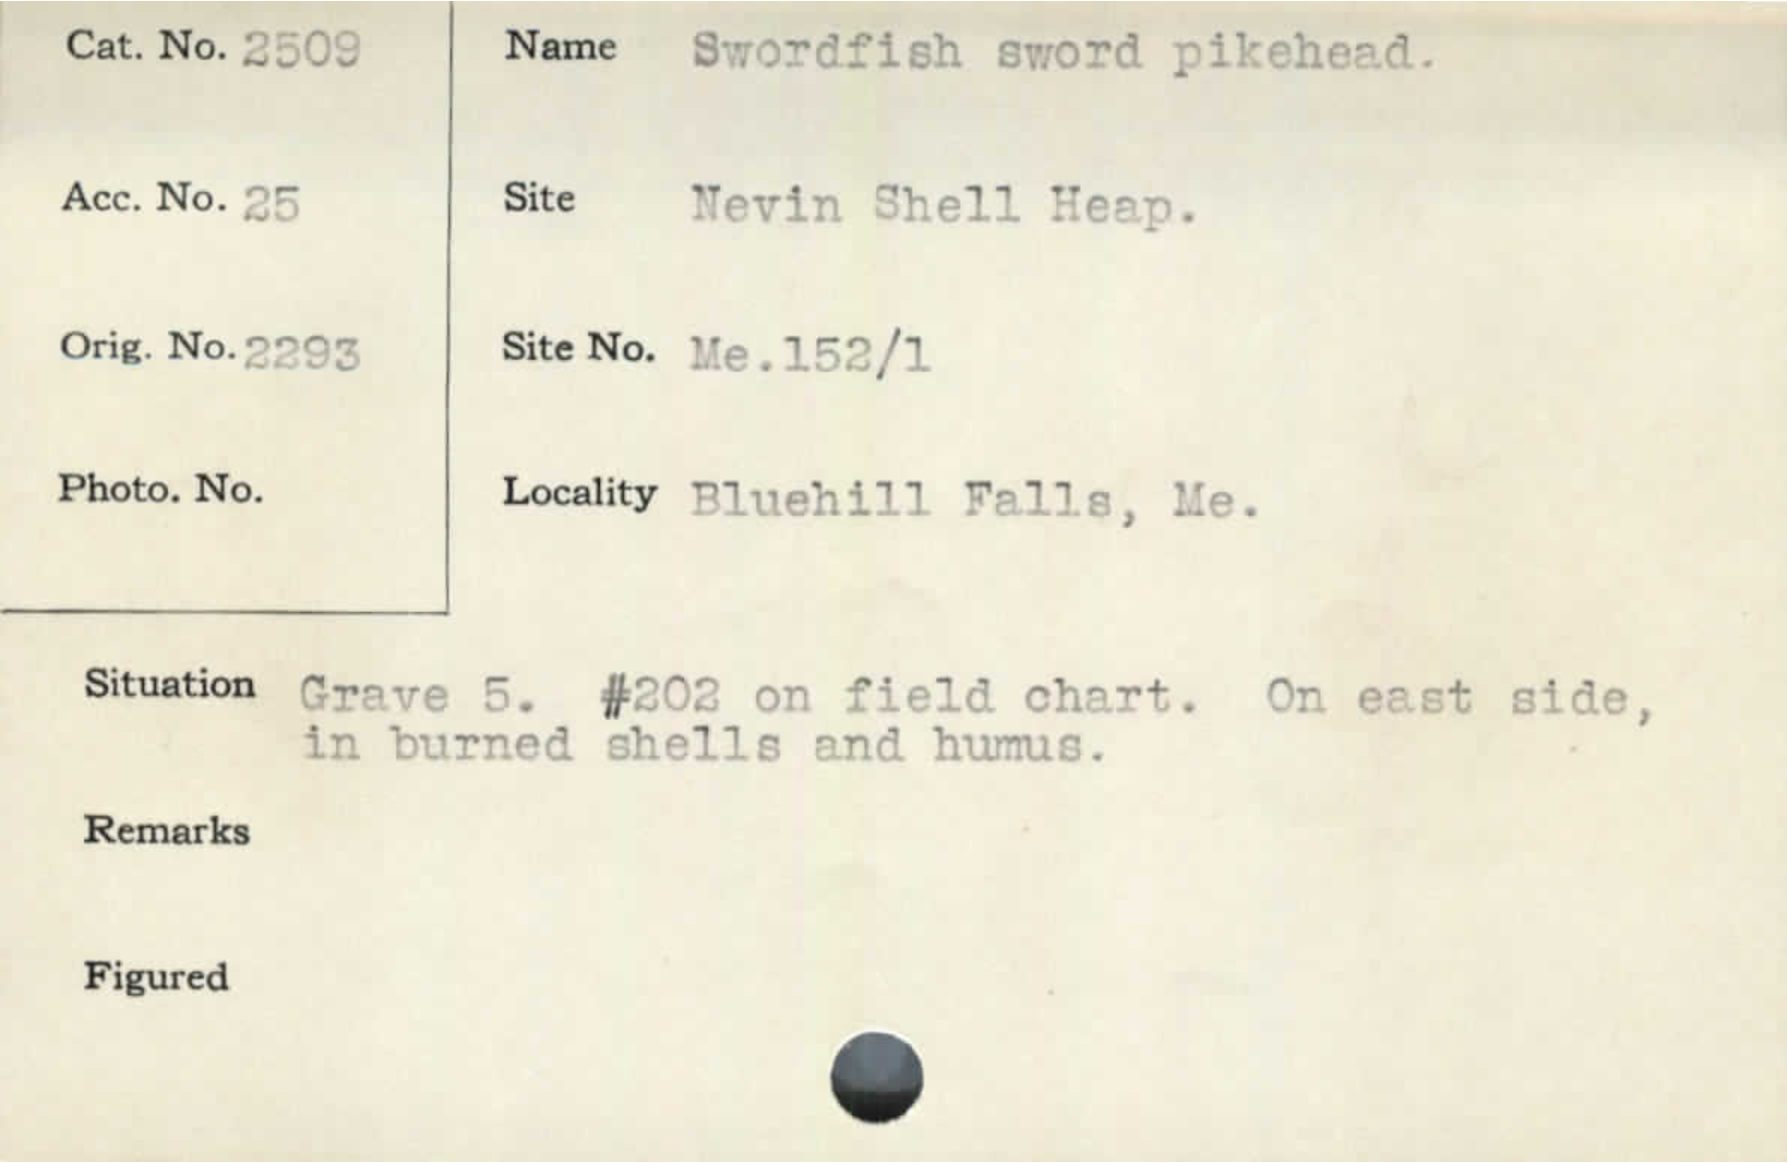 Cat. No. 2509
Name Swordfish sword pikehead.
Acc. No. 25
Site Nevin Shell Heap.
Orig. No. 2293
Site No. Me.152/1
Photo. No.
Locality Bluehill Falls, Me.
Situation Grave 5. #202 on field chart. On east side,
in burned shells and humus.
Remarks
Figured